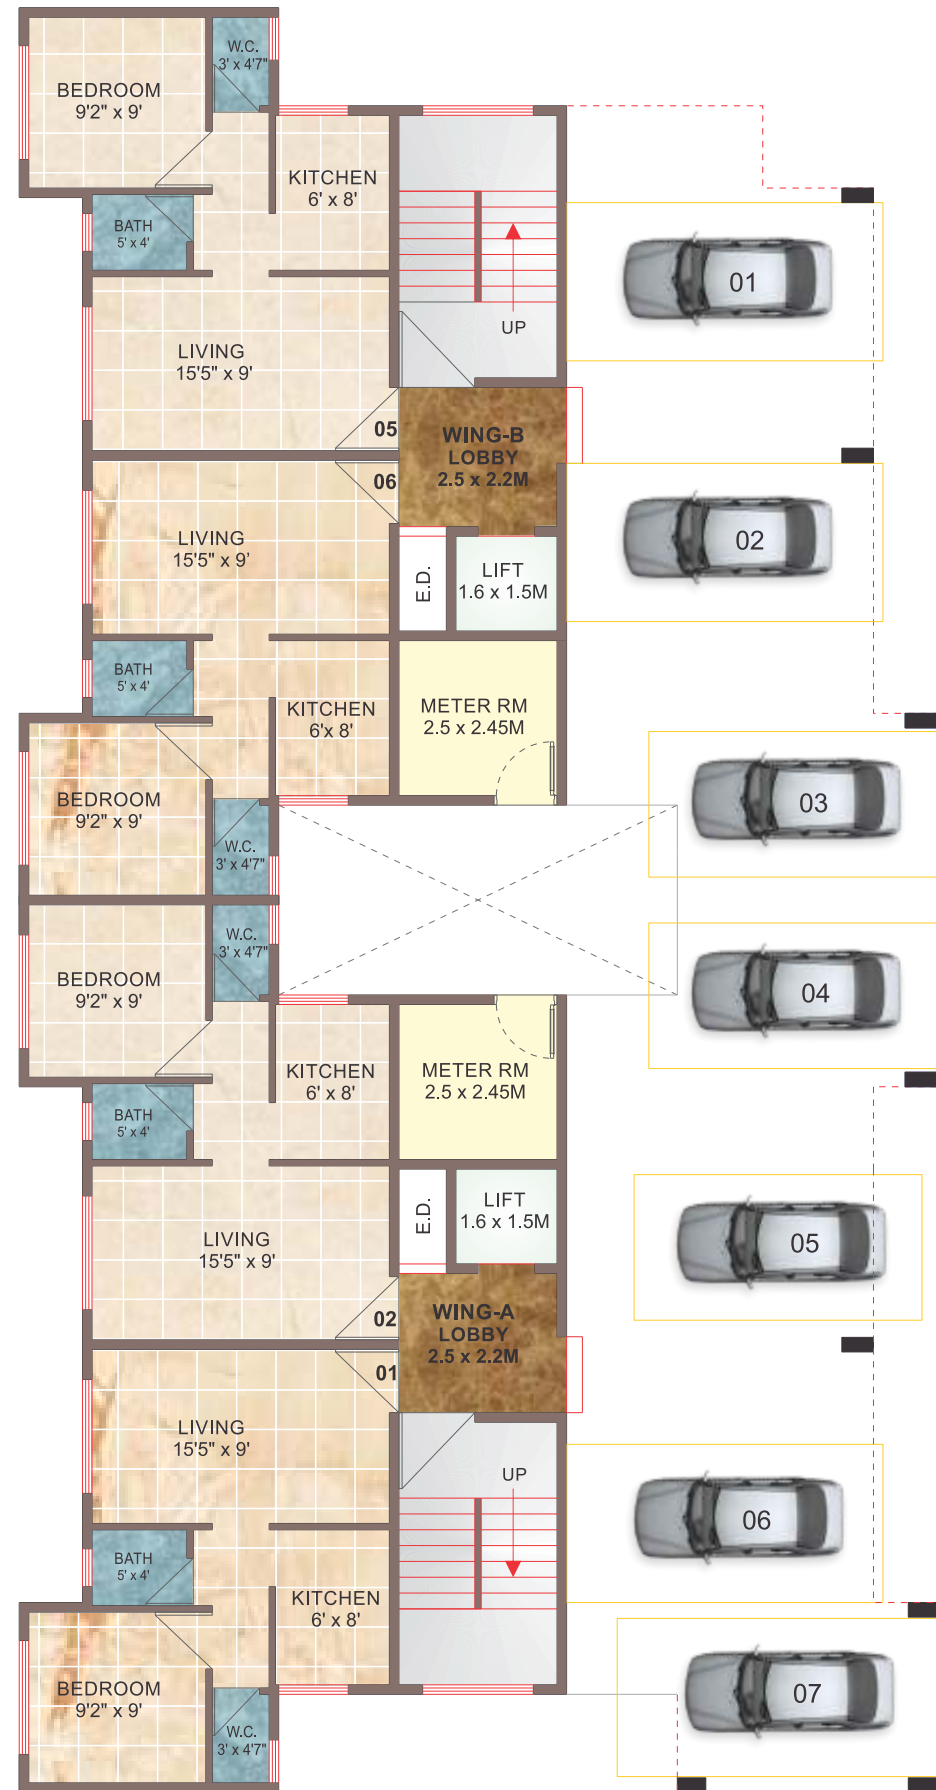 W.C.
3' x 4'7"
BEDROOM
9'2" x 9'
KITCHEN
6' x 8'
BATH
5' x 4'
01
UP
LIVING
15'5" x 9'
05
WING-B
LOBBY
2.5 x 2.2M
06
LIVING
15'5" x 9'
02
E.D.
LIFT
1.6 x 1.5M
BATH
5' x 4'
KITCHEN
6'x 8'
METER RM
2.5 x 2.45M
BEDROOM
9'2" x 9'
03
W.C.
3' x 4'7"
W.C.
3' x 4'7"
BEDROOM
9'2" x 9'
04
KITCHEN
6' x 8'
METER RM
2.5 x 2.45M
BATH
5' x 4'
E.D.
LIFT
1.6 x 1.5M
LIVING
15'5" x 9'
05
02
WING-A
LOBBY
2.5 x 2.2M
01
LIVING
15'5" x 9'
UP
06
BATH
5' x 4'
KITCHEN
6' x 8'
BEDROOM
9'2" x 9'
07
W.C.
3' x 4'7"